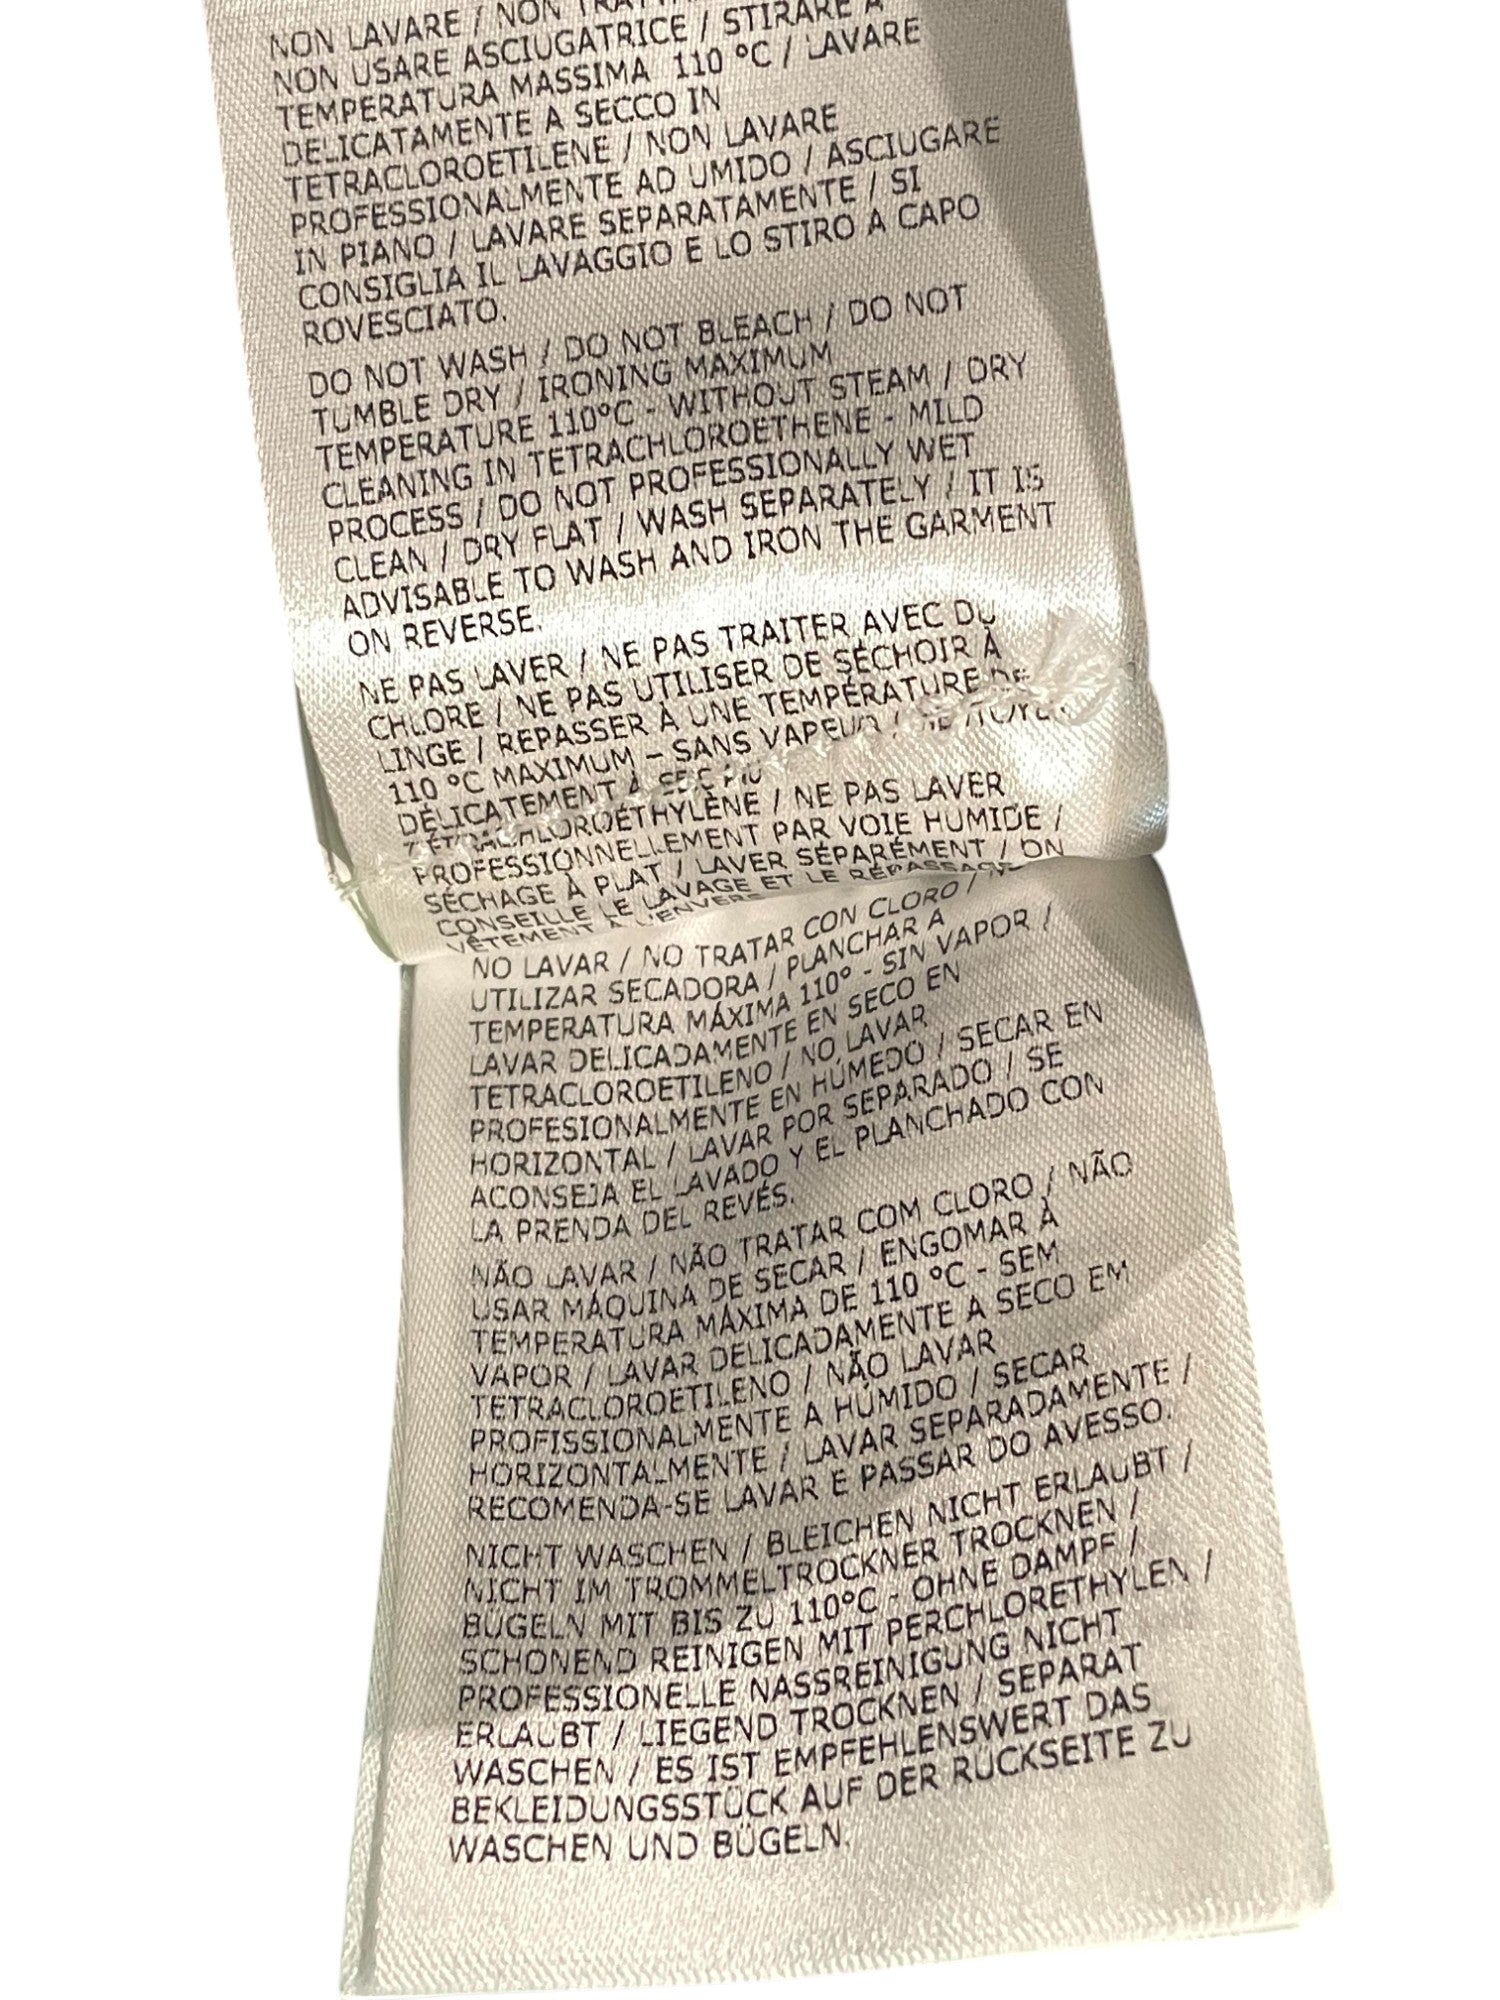 NON LAVARE / NON
NON USARE ASCIUGATRICE / STIRARE A
TEMPERATURA MASSIMA 110 °C / LAVARE
DELICATAMENTE A SECCO IN
TETRACLOROETILENE / NON LAVARE
PROFESSIONALMENTE AD UMIDO / ASCIUGARE
IN PIANO / LAVARE SEPARATAMENTE / SI
CONSIGLIA IL LAVAGGIO E LO STIRO A CAPO
ROVESCIATO.
DO NOT WASH / DO NOT BLEACH / DO NOT
TUMBLE DRY / IRONING MAXIMUM
TEMPERATURE 110°C - WITHOUT STEAM / DRY
CLEANING IN TETRACHLOROETHENE - MILD
PROCESS / DO NOT PROFESSIONALLY WET
CLEAN / DRY FLAT / WASH SEPARATELY / IT IS
ADVISABLE TO WASH AND IRON THE GARMENT
ON REVERSE.
NE PAS LAVER / NE PAS TRAITER AVEC DU
CHLORE / NE PAS UTILISER DE SÉCHOIR À
LINGE / REPASSER À UNE TEMPÉRATURE DE
110 °C MAXIMUM – SANS VAPEUR /
DÉLICATEMENT À SEC
TÉTRACHLOROÉTHYLÈNE / NE PAS LAVER
PROFESSIONNELLEMENT PAR VOIE HUMIDE /
SÉCHAGE À PLAT / LAVER SÉPARÉMENT / ON
CONSEILLE LE LAVAGE ET LE REPASSAGE
VÊTEMENT À L'ENVERS
NO LAVAR / NO TRATAR CON CLORO / NO
UTILIZAR SECADORA / PLANCHAR A
TEMPERATURA MÁXIMA 110° - SIN VAPOR /
LAVAR DELICADAMENTE EN SECO EN
TETRACLOROETILENO / NO LAVAR
PROFESIONALMENTE EN HÚMEDO / SECAR EN
HORIZONTAL / LAVAR POR SEPARADO / SE
ACONSEJA EL LAVADO Y EL PLANCHADO CON
LA PRENDA DEL REVÉS.
NÃO LAVAR / NÃO TRATAR COM CLORO / NÃO
USAR MÁQUINA DE SECAR / ENGOMAR À
TEMPERATURA MÁXIMA DE 110 °C - SEM
VAPOR / LAVAR DELICADAMENTE A SECO EM
TETRACLOROETILENO / NÃO LAVAR
PROFISSIONALMENTE A HÚMIDO / SECAR
HORIZONTALMENTE / LAVAR SEPARADAMENTE /
RECOMENDA-SE LAVAR E PASSAR DO AVESSO.
NICHT WASCHEN / BLEICHEN NICHT ERLAUBT /
NICHT IM TROMMELTROCKNER TROCKNEN /
BÜGELN MIT BIS ZU 110°C - OHNE DAMPF /
SCHONEND REINIGEN MIT PERCHLORETHYLEN /
PROFESSIONELLE NASSREINIGUNG NICHT
ERLAUBT / LIEGEND TROCKNEN / SEPARAT
WASCHEN / ES IST EMPFEHLENSWERT DAS
BEKLEIDUNGSSTÜCK AUF DER RÜCKSEITE ZU
WASCHEN UND BÜGELN.